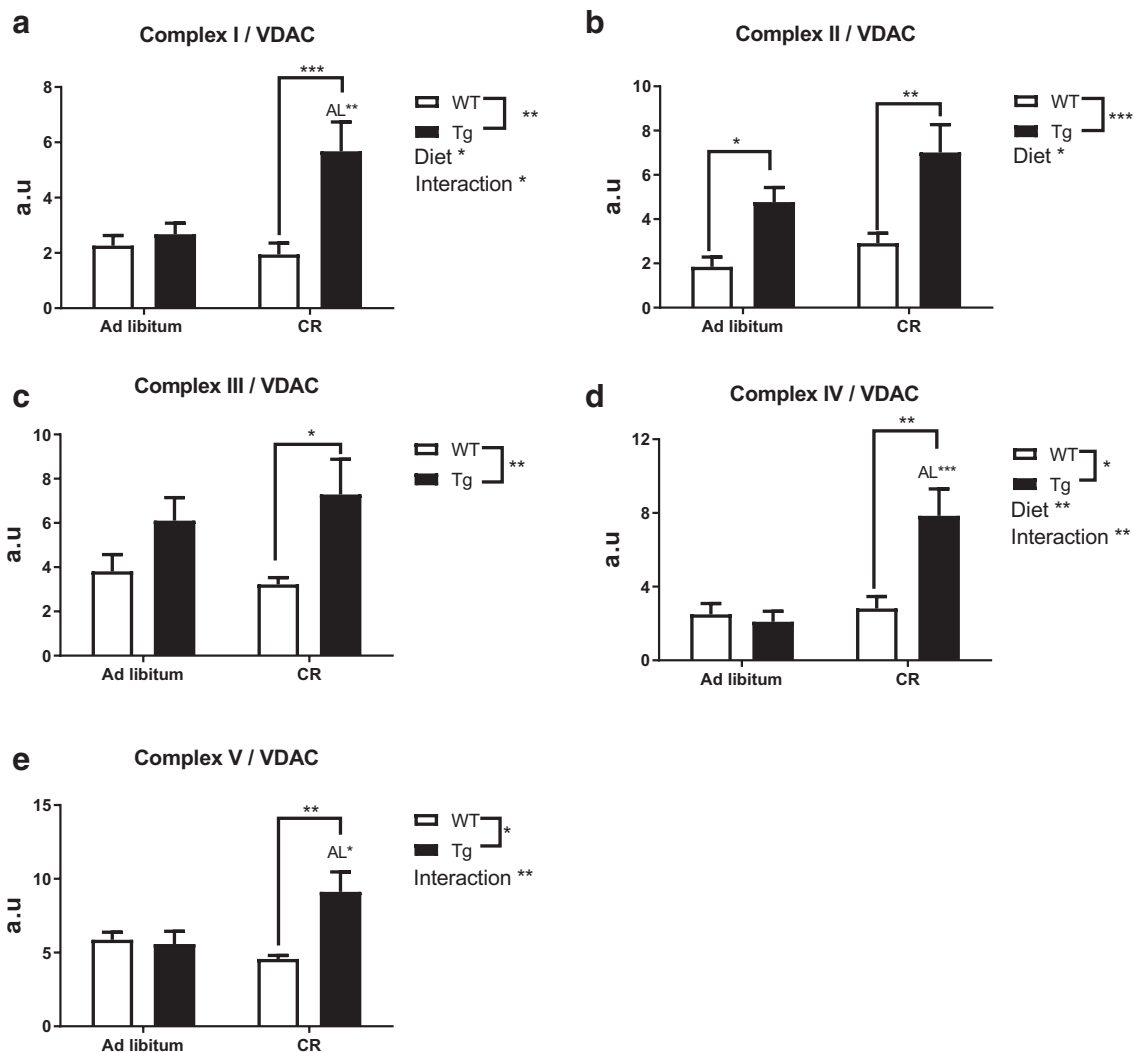 a
Complex I / VDAC
8
6
4
2
0
a.u
***
AL**
Ad libitum
CR
WT
Tg
**
Diet *
Interaction *
b
Complex II / VDAC
10
8
6
4
2
0
a.u
*
**
Ad libitum
CR
WT
Tg
***
Diet *
c
Complex III / VDAC
10
8
6
4
2
0
a.u
*
Ad libitum
CR
WT
Tg
**
d
Complex IV / VDAC
12
8
4
0
a.u
**
AL***
Ad libitum
CR
WT
Tg
*
Diet **
Interaction **
e
Complex V / VDAC
15
10
5
0
a.u
**
AL*
Ad libitum
CR
WT
Tg
*
Interaction **